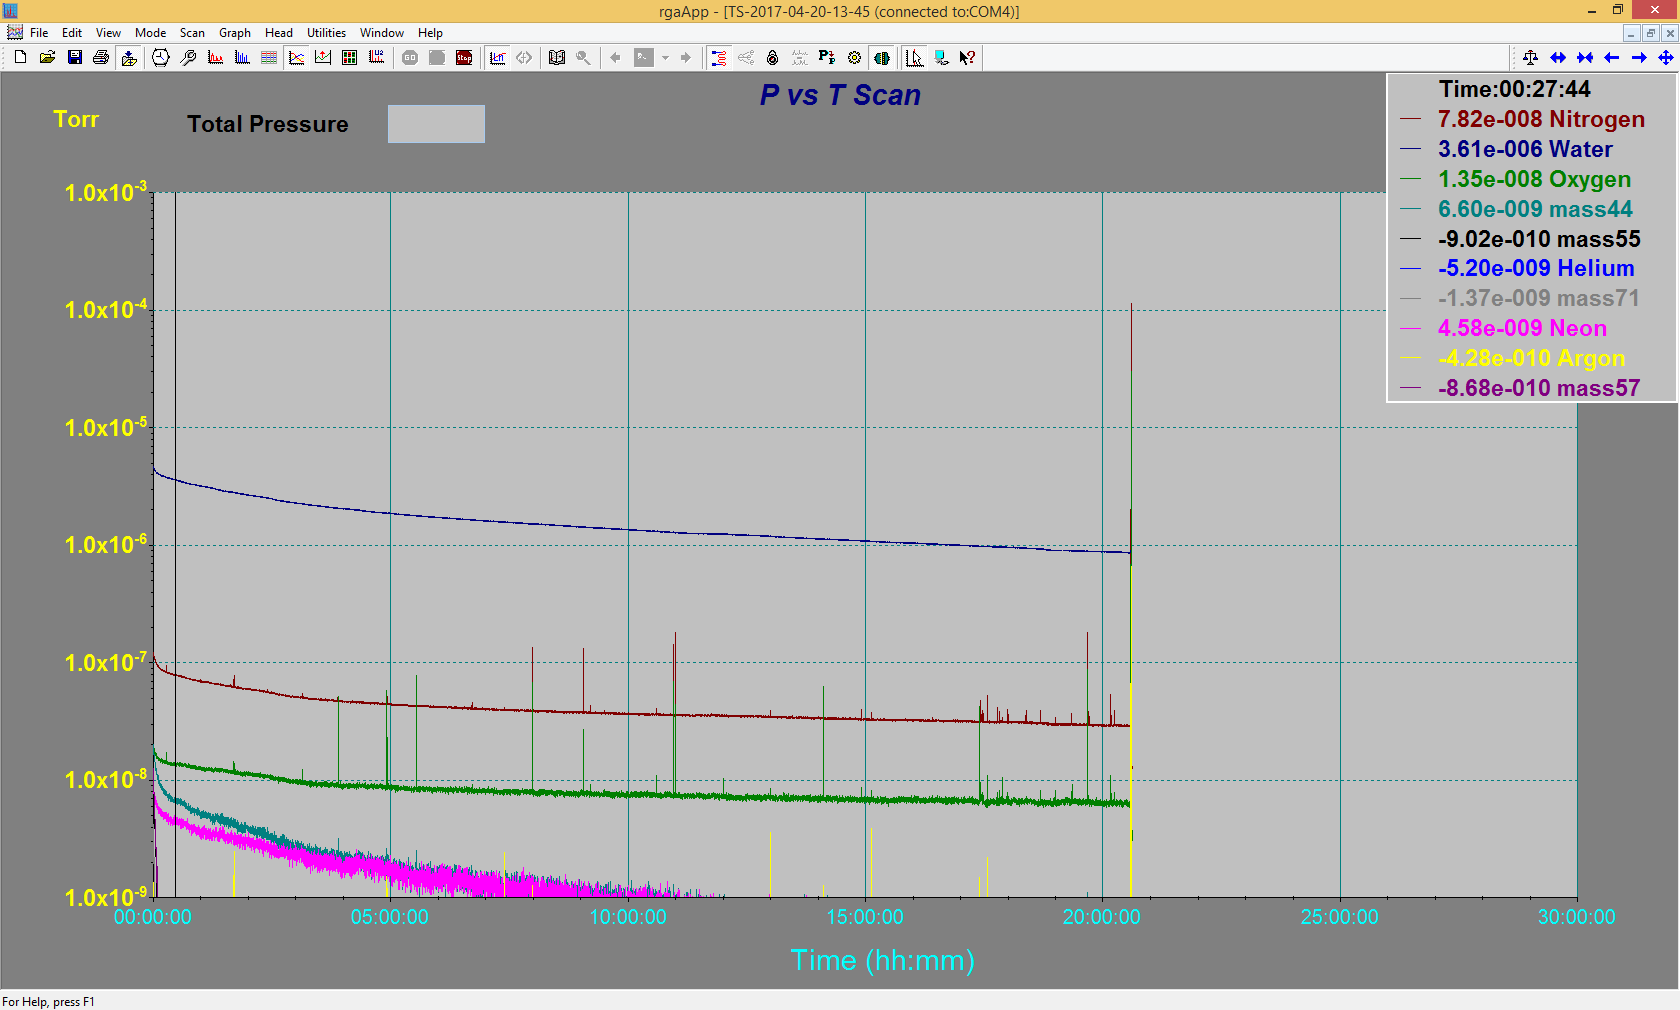 rgaApp - [TS-2017-04-20-13-45 (connected to:COM4)]
File Edit View Mode Scan Graph Head Utilities Window Help
GO Stop
P vs T Scan
Torr
Total Pressure
Time:00:27:44
7.82e-008 Nitrogen
3.61e-006 Water
1.35e-008 Oxygen
6.60e-009 mass44
-9.02e-010 mass55
-5.20e-009 Helium
-1.37e-009 mass71
4.58e-009 Neon
-4.28e-010 Argon
-8.68e-010 mass57
1.0x10-3
1.0x10-4
1.0x10-5
1.0x10-6
1.0x10-7
1.0x10-8
1.0x10-9
00:00:00 05:00:00 10:00:00 15:00:00 20:00:00 25:00:00 30:00:00
Time (hh:mm)
For Help, press F1